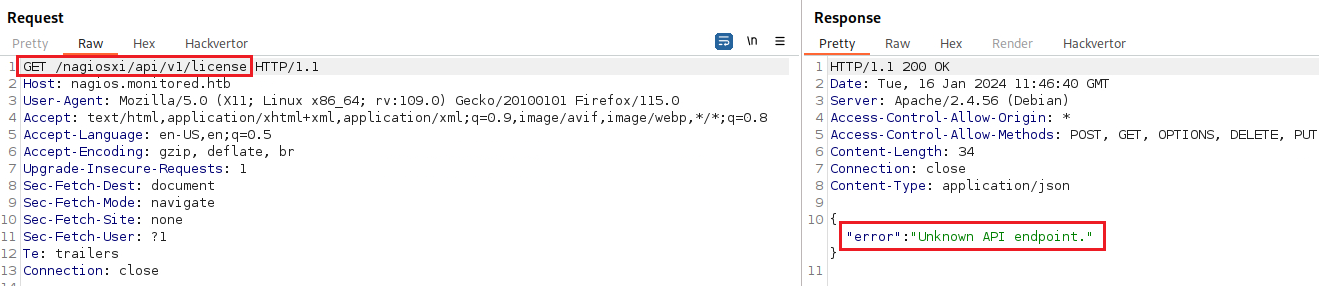 Request
Pretty Raw Hex Hackvertor \n
1 GET /nagiosxi/api/v1/license HTTP/1.1
2 Host: nagios.monitored.htb
3 User-Agent: Mozilla/5.0 (X11; Linux x86_64; rv:109.0) Gecko/20100101 Firefox/115.0
4 Accept: text/html,application/xhtml+xml,application/xml;q=0.9,image/avif,image/webp,*/*;q=0.8
5 Accept-Language: en-US,en;q=0.5
6 Accept-Encoding: gzip, deflate, br
7 Upgrade-Insecure-Requests: 1
8 Sec-Fetch-Dest: document
9 Sec-Fetch-Mode: navigate
10 Sec-Fetch-Site: none
11 Sec-Fetch-User: ?1
12 Te: trailers
13 Connection: close
Response
Pretty Raw Hex Render Hackvertor
1 HTTP/1.1 200 OK
2 Date: Tue, 16 Jan 2024 11:46:40 GMT
3 Server: Apache/2.4.56 (Debian)
4 Access-Control-Allow-Origin: *
5 Access-Control-Allow-Methods: POST, GET, OPTIONS, DELETE, PUT
6 Content-Length: 34
7 Connection: close
8 Content-Type: application/json
9
10 {
"error":"Unknown API endpoint."
}
11